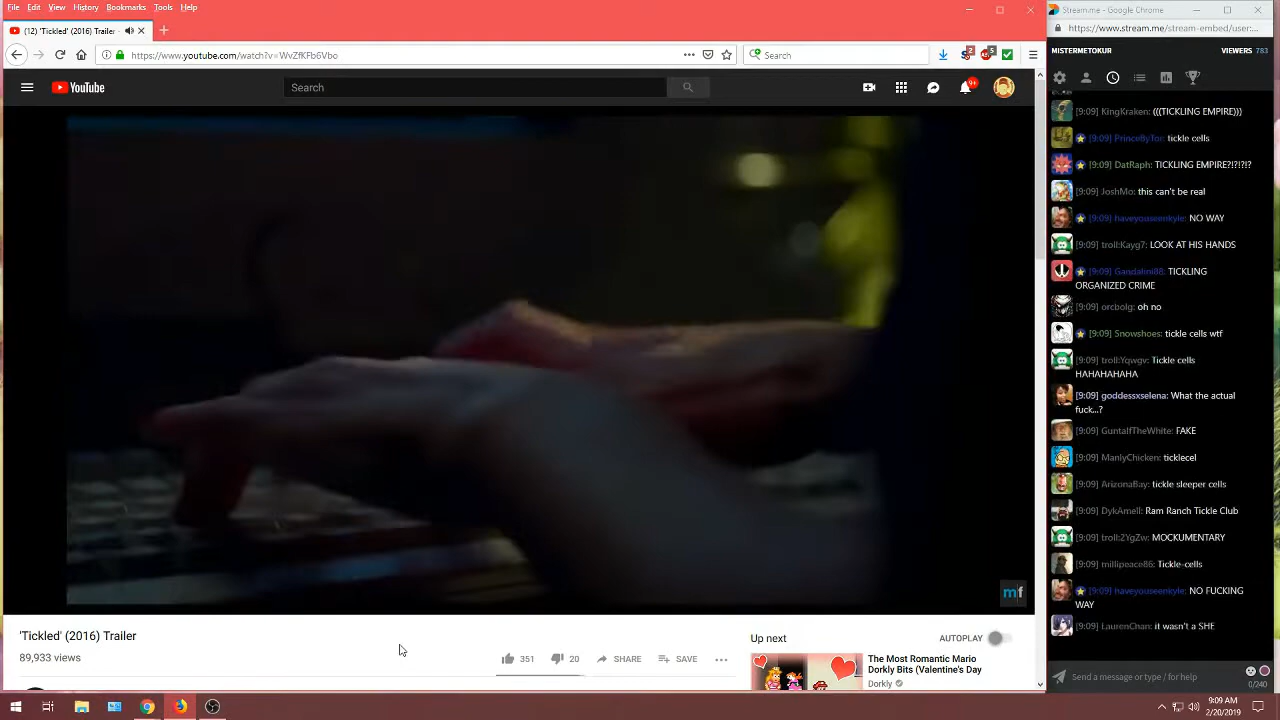 File Edit View History Bookmarks Tools Help
(12) 'Tickled' (2016) Trailer -
https://www.youtube.com/watch?v=WvZfKFb6Vbo
Search
5
YouTube
Search
9+
mf
'Tickled' (2016) Trailer
89,933 views
351
20
SHARE
SAVE
Up next
AUTOPLAY
The Most Romantic Mario
Dorkly Bits (Valentine's Day
Dorkly
Stream.me - Google Chrome
https://www.stream.me/stream-embed/user:...
MISTERMETOKUR
VIEWERS 783
[9:09] KingKraken: (((TICKLING EMPIRE)))
[9:09] PrinceByTor: tickle cells
[9:09] DatRaph: TICKLING EMPIRE?!?!?!?
[9:09] JoshMo: this can't be real
[9:09] haveyouseenkyle: NO WAY
[9:09] troll:Kayg7: LOOK AT HIS HANDS
[9:09] Gandalini88: TICKLING
ORGANIZED CRIME
[9:09] orcbolg: oh no
[9:09] Snowshoes: tickle cells wtf
[9:09] troll:Yqwgv: Tickle cells
HAHAHAHAHA
[9:09] goddessxselena: What the actual
fuck...?
[9:09] GuntalfTheWhite: FAKE
[9:09] ManlyChicken: ticklecel
[9:09] ArizonaBay: tickle sleeper cells
[9:09] DykAmell: Ram Ranch Tickle Club
[9:09] troll:2YgZw: MOCKUMENTARY
[9:09] millipeace86: Tickle-cells
[9:09] haveyouseenkyle: NO FUCKING
WAY
[9:09] LaurenChan: it wasn't a SHE
Send a message or type / for help
0/240
9:09 AM
2/20/2019